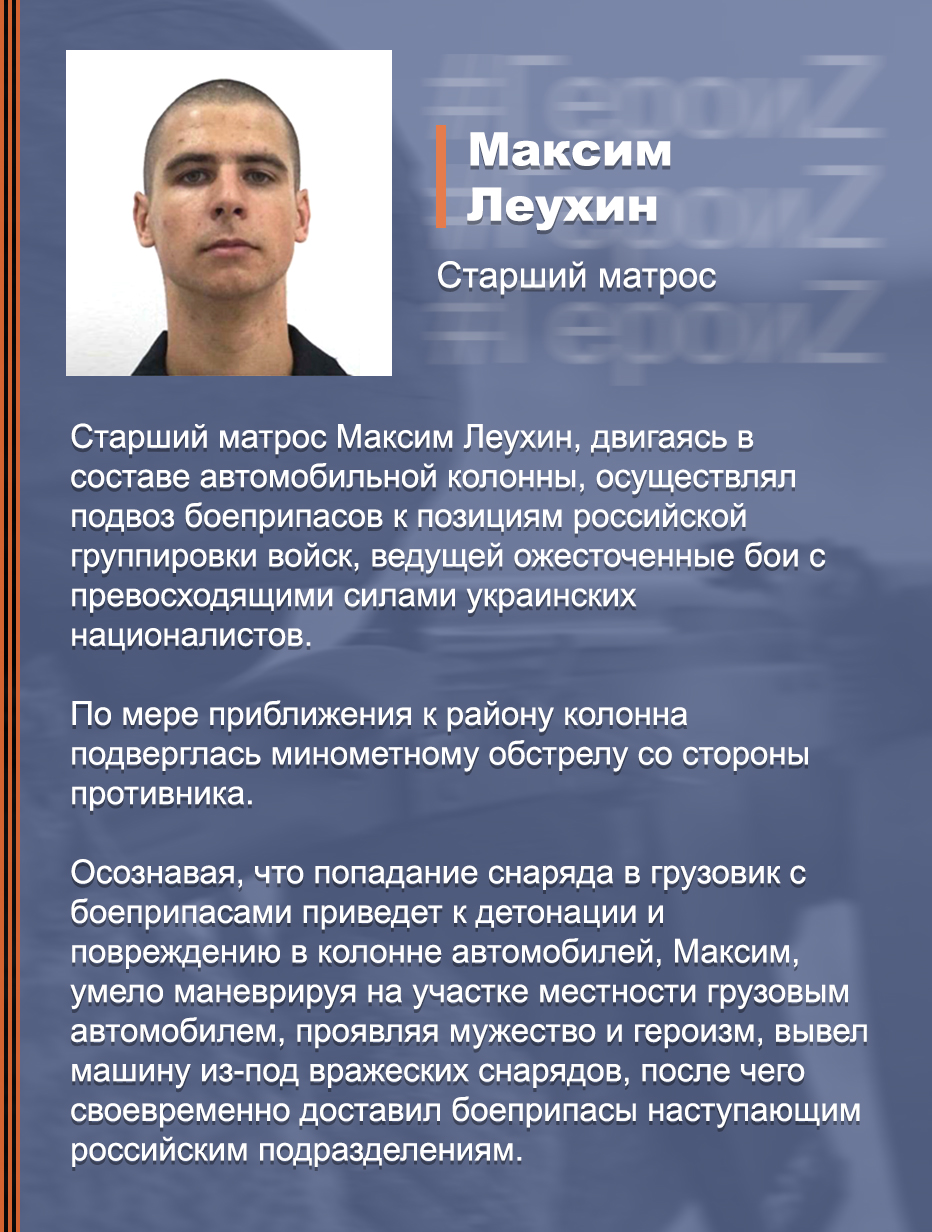 #ГероиZ
Максим
#ГероиZ
Леухин
Старший матрос
#ГероиZ
Старший матрос Максим Леухин, двигаясь в
составе автомобильной колонны, осуществлял
подвоз боеприпасов к позициям российской
группировки войск, ведущей ожесточенные бои с
превосходящими силами украинских
националистов.
По мере приближения к району колонна
подверглась минометному обстрелу со стороны
противника.
Осознавая, что попадание снаряда в грузовик с
боеприпасами приведет к детонации и
повреждению в колонне автомобилей, Максим,
умело маневрируя на участке местности грузовым
автомобилем, проявляя мужество и героизм, вывел
машину из-под вражеских снарядов, после чего
своевременно доставил боеприпасы наступающим
российским подразделениям.